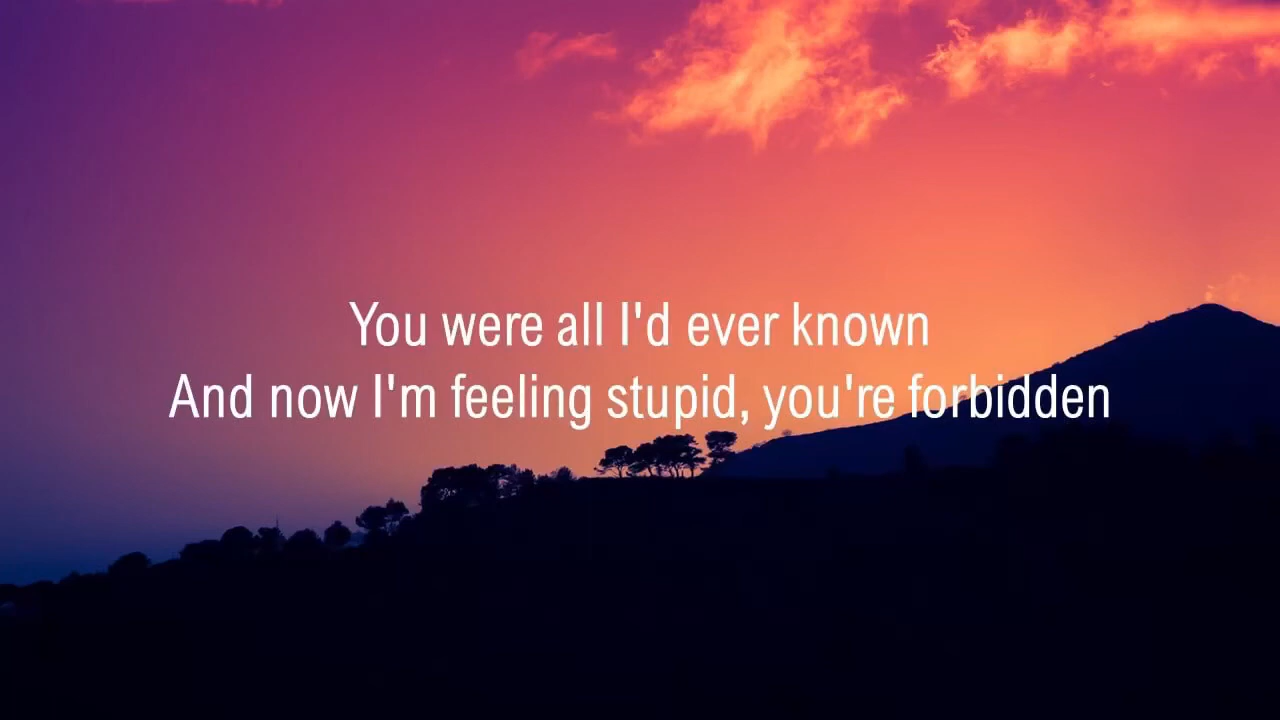 You were all I'd ever known
And now I'm feeling stupid, you're forbidden